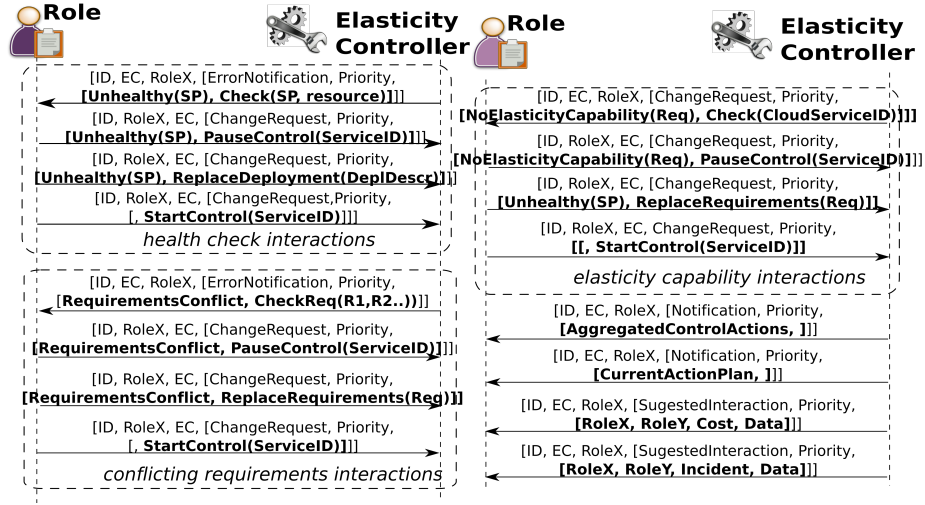 Role
Elasticity
Controller
[ID, EC, RoleX, [ErrorNotification, Priority,
[Unhealthy(SP), Check(SP, resource)]]]
[ID, RoleX, EC, [ChangeRequest, Priority,
[Unhealthy(SP), PauseControl(ServiceID)]]]
[ID, RoleX, EC, [ChangeRequest, Priority,
[Unhealthy(SP), ReplaceDeployment(DeplDescr)]]]
[ID, RoleX, EC, [ChangeRequest,Priority,
[, StartControl(ServiceID)]]]
health check interactions
[ID, EC, RoleX, [ErrorNotification, Priority,
[RequirementsConflict, CheckReq(R1,R2..))]]
[ID, RoleX, EC, [ChangeRequest, Priority,
[RequirementsConflict, PauseControl(ServiceID)]]]
[ID, RoleX, EC, [ChangeRequest, Priority,
[RequirementsConflict, ReplaceRequirements(Req)]]
[ID, RoleX, EC, [ChangeRequest, Priority,
[, StartControl(ServiceID)]]]
conflicting requirements interactions
Role
Elasticity
Controller
[ID, EC, RoleX, [ChangeRequest, Priority,
[NoElasticityCapability(Req), Check(CloudServiceID)]]]
[ID, RoleX, EC, [ChangeRequest, Priority,
[NoElasticityCapability(Req), PauseControl(ServiceID)]]]
[ID, RoleX, EC, [ChangeRequest, Priority,
[Unhealthy(SP), ReplaceRequirements(Req)]]
[ID, RoleX, EC, ChangeRequest, Priority,
[[, StartControl(ServiceID)]]
elasticity capability interactions
[ID, EC, RoleX, [Notification, Priority,
[AggregatedControlActions, ]]]
[ID, EC, RoleX, [Notification, Priority,
[CurrentActionPlan, ]]]
[ID, EC, RoleX, [SugestedInteraction, Priority,
[RoleX, RoleY, Cost, Data]]]
[ID, EC, RoleX, [SugestedInteraction, Priority,
[RoleX, RoleY, Incident, Data]]]